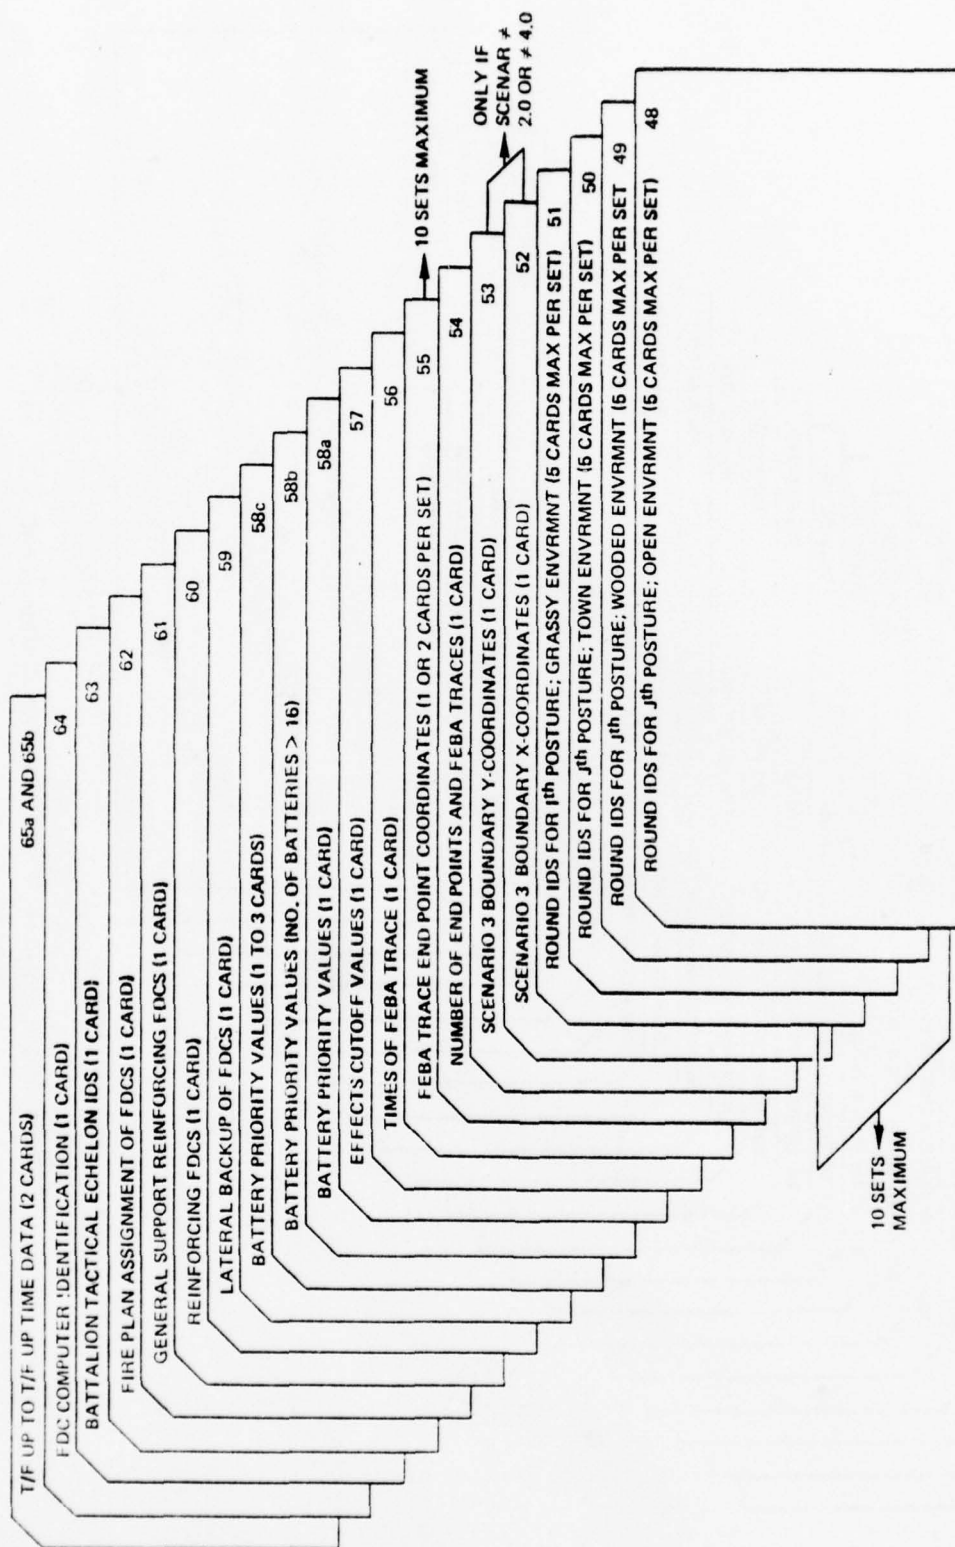 T/F UP TO T/F UP TIME DATA (2 CARDS) 65a AND 65b
FDC COMPUTER IDENTIFICATION (1 CARD) 64
BATTALION TACTICAL ECHELON IDS (1 CARD) 63
FIRE PLAN ASSIGNMENT OF FDCS (1 CARD) 62
GENERAL SUPPORT REINFORCING FDCS (1 CARD) 61
REINFORCING FDCS (1 CARD) 60
LATERAL BACKUP OF FDCS (1 CARD) 59
BATTERY PRIORITY VALUES (1 TO 3 CARDS) 58c
BATTERY PRIORITY VALUES (NO. OF BATTERIES > 16) 58b
BATTERY PRIORITY VALUES (1 CARD) 58a
EFFECTS CUTOFF VALUES (1 CARD) 57
TIMES OF FEBA TRACE (1 CARD) 56
FEBA TRACE END POINT COORDINATES (1 OR 2 CARDS PER SET) 55
10 SETS MAXIMUM
NUMBER OF END POINTS AND FEBA TRACES (1 CARD) 54
SCENARIO 3 BOUNDARY Y-COORDINATES (1 CARD) 53
ONLY IF
SCENAR ≠
2.0 OR ≠ 4.0
SCENARIO 3 BOUNDARY X-COORDINATES (1 CARD) 52
ROUND IDS FOR Jth POSTURE; GRASSY ENVRMNT (5 CARDS MAX PER SET) 51
ROUND IDS FOR Jth POSTURE; TOWN ENVRMNT (5 CARDS MAX PER SET) 50
ROUND IDS FOR Jth POSTURE; WOODED ENVRMNT (5 CARDS MAX PER SET 49
ROUND IDS FOR Jth POSTURE; OPEN ENVRMNT (5 CARDS MAX PER SET) 48
10 SETS
MAXIMUM